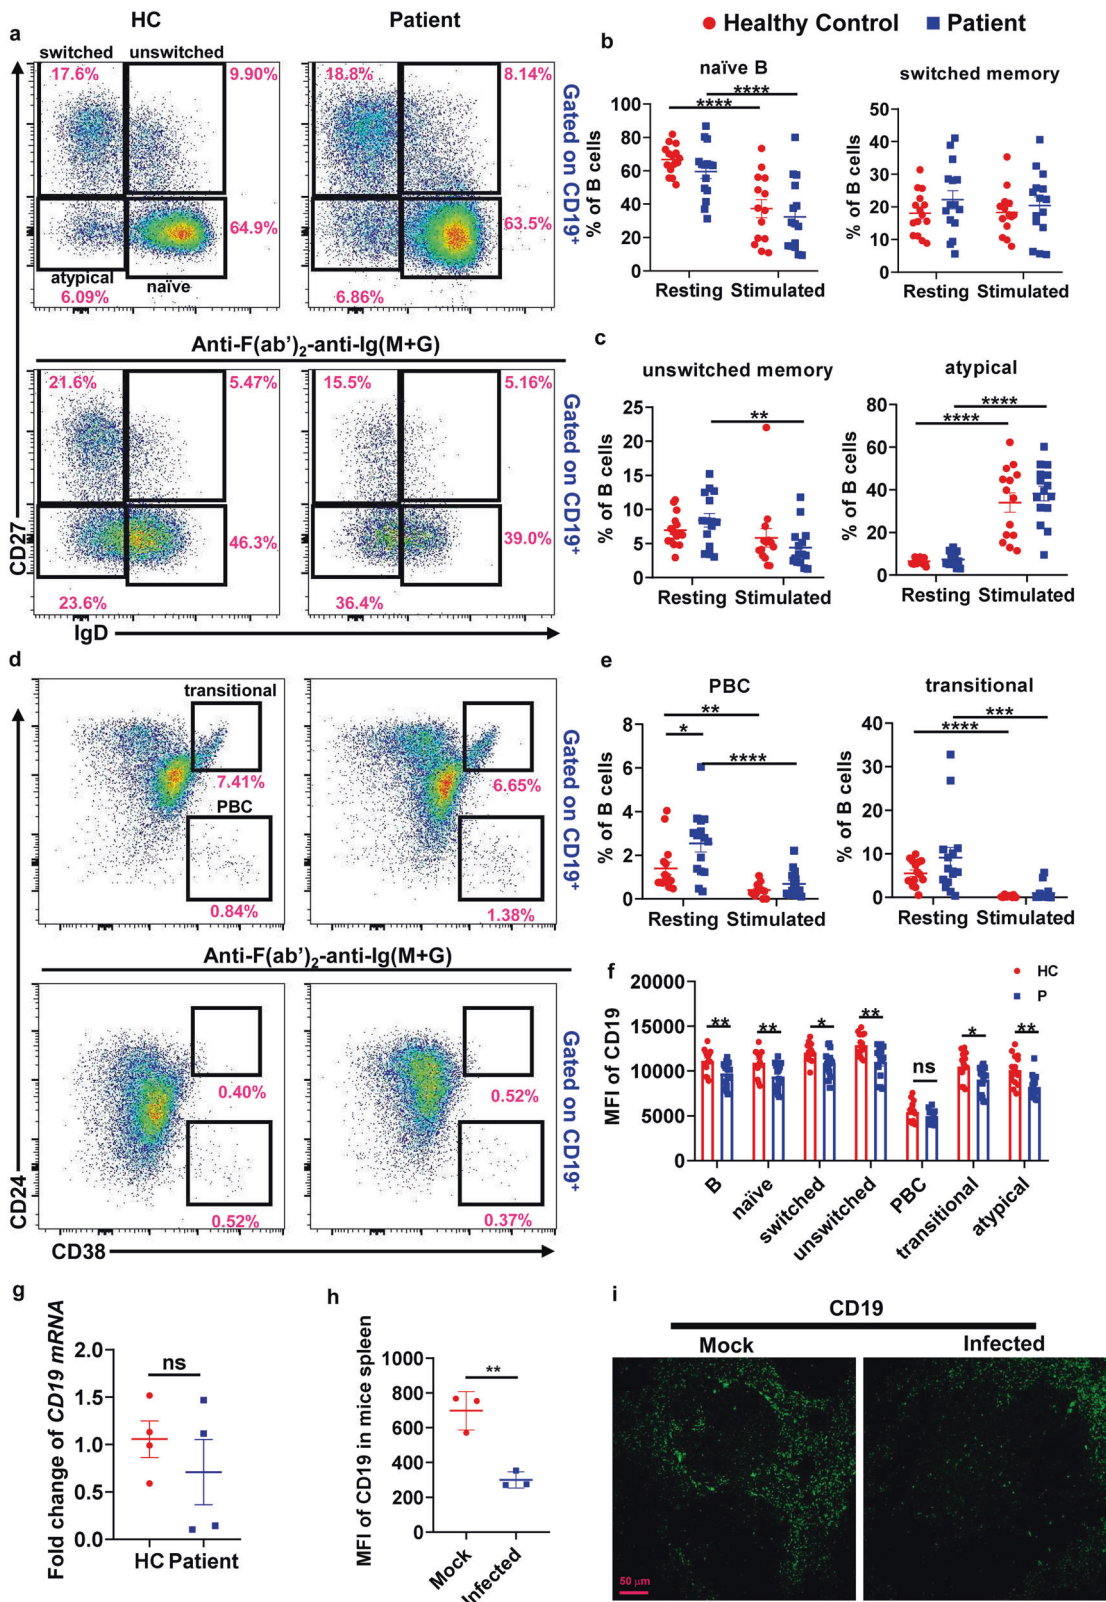 HC Patient
a
switched unswitched
17.6% 9.90%
64.9%
atypical naïve
6.09%
18.8% 8.14%
63.5%
6.86%
Gated on CD19+
Anti-F(ab')2-anti-Ig(M+G)
21.6% 5.47%
46.3%
23.6%
15.5% 5.16%
39.0%
36.4%
Gated on CD19+
CD27
IgD
Healthy Control Patient
b
naïve B
% of B cells
100
80
60
40
20
0
**** ****
Resting Stimulated
switched memory
% of B cells
50
40
30
20
10
0
Resting Stimulated
c
unswitched memory
% of B cells
25
20
15
10
5
0
**
Resting Stimulated
atypical
% of B cells
80
60
40
20
0
**** ****
Resting Stimulated
d
transitional
7.41%
PBC
0.84%
6.65%
1.38%
Gated on CD19+
Anti-F(ab')2-anti-Ig(M+G)
0.40%
0.52%
0.52%
0.37%
Gated on CD19+
CD24
CD38
e
PBC
% of B cells
8
6
4
2
0
**
*
****
Resting Stimulated
transitional
% of B cells
40
30
20
10
0
**** ***
Resting Stimulated
f
HC
P
MFI of CD19
20000
15000
10000
5000
0
** ** * ** ns * **
B naïve switched unswitched PBC transitional atypical
g
Fold change of CD19 mRNA
2.0
1.5
1.0
0.5
0.0
ns
HC Patient
h
MFI of CD19 in mice spleen
1000
800
600
400
200
0
**
Mock Infected
i
CD19
Mock Infected
50 µm